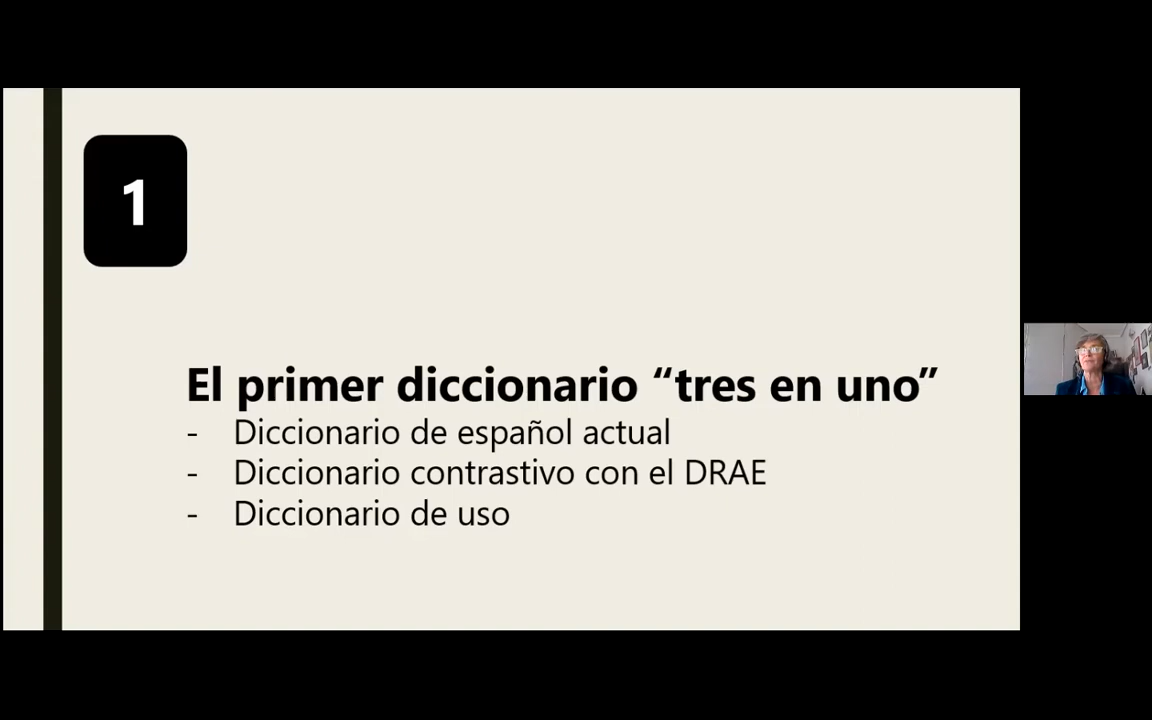 1
El primer diccionario “tres en uno”
- Diccionario de español actual
- Diccionario contrastivo con el DRAE
- Diccionario de uso